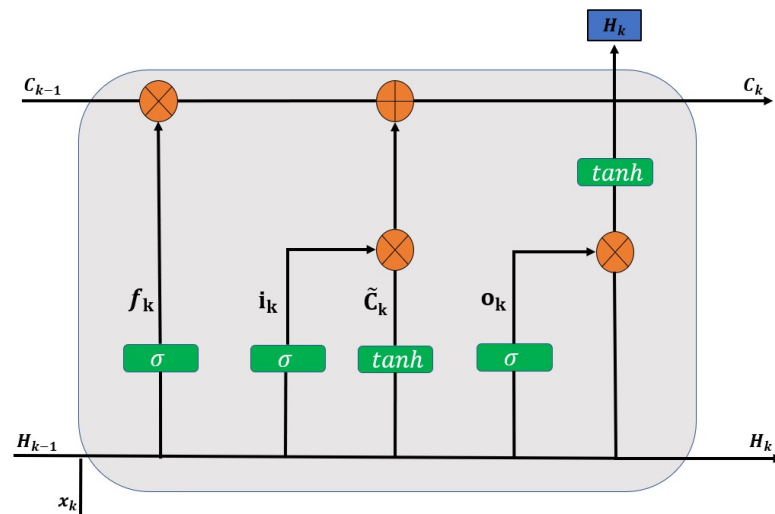 H_k
C_{k-1}
C_k
tanh
f_k
i_k
C̃_k
o_k
σ
σ
tanh
σ
H_{k-1}
H_k
x_k